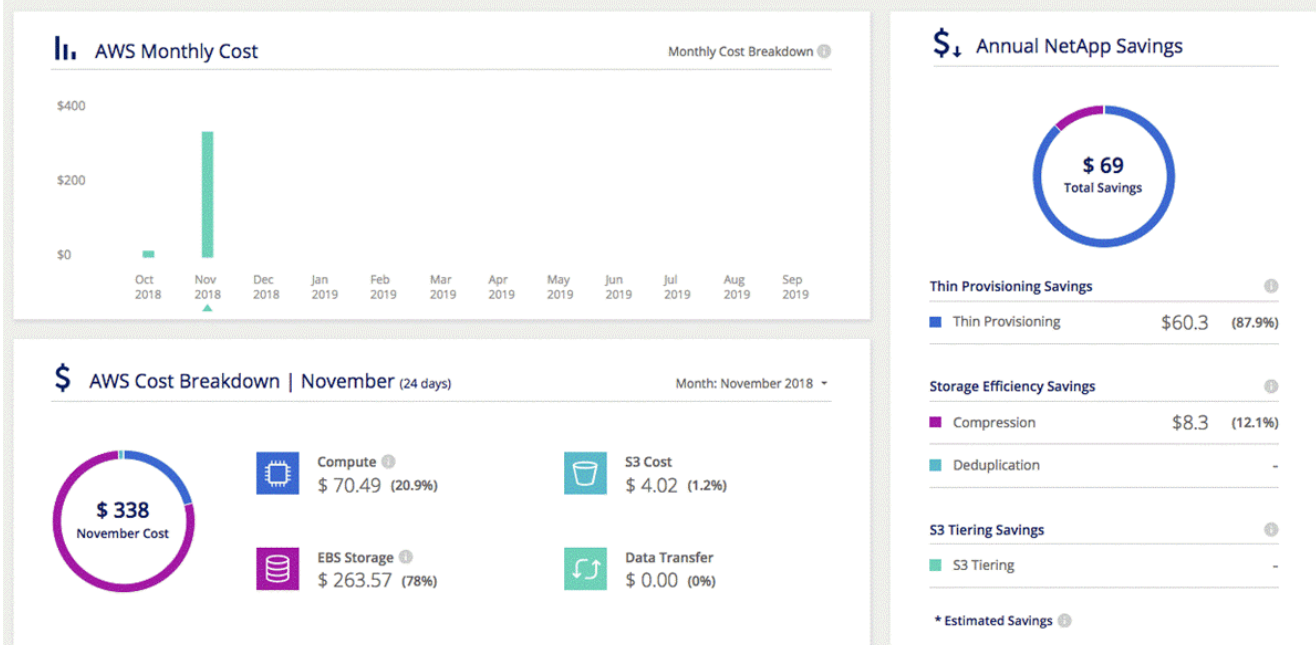 AWS Monthly Cost
Monthly Cost Breakdown
$400
$200
$0
Oct Nov Dec Jan Feb Mar Apr May Jun Jul Aug Sep
2018 2018 2018 2019 2019 2019 2019 2019 2019 2019 2019 2019
$ AWS Cost Breakdown | November (24 days)
Month: November 2018
$ 338
November Cost
Compute
$ 70.49 (20.9%)
S3 Cost
$ 4.02 (1.2%)
EBS Storage
$ 263.57 (78%)
Data Transfer
$ 0.00 (0%)
$ Annual NetApp Savings
$ 69
Total Savings
Thin Provisioning Savings
Thin Provisioning $60.3 (87.9%)
Storage Efficiency Savings
Compression $8.3 (12.1%)
Deduplication -
S3 Tiering Savings
S3 Tiering -
* Estimated Savings